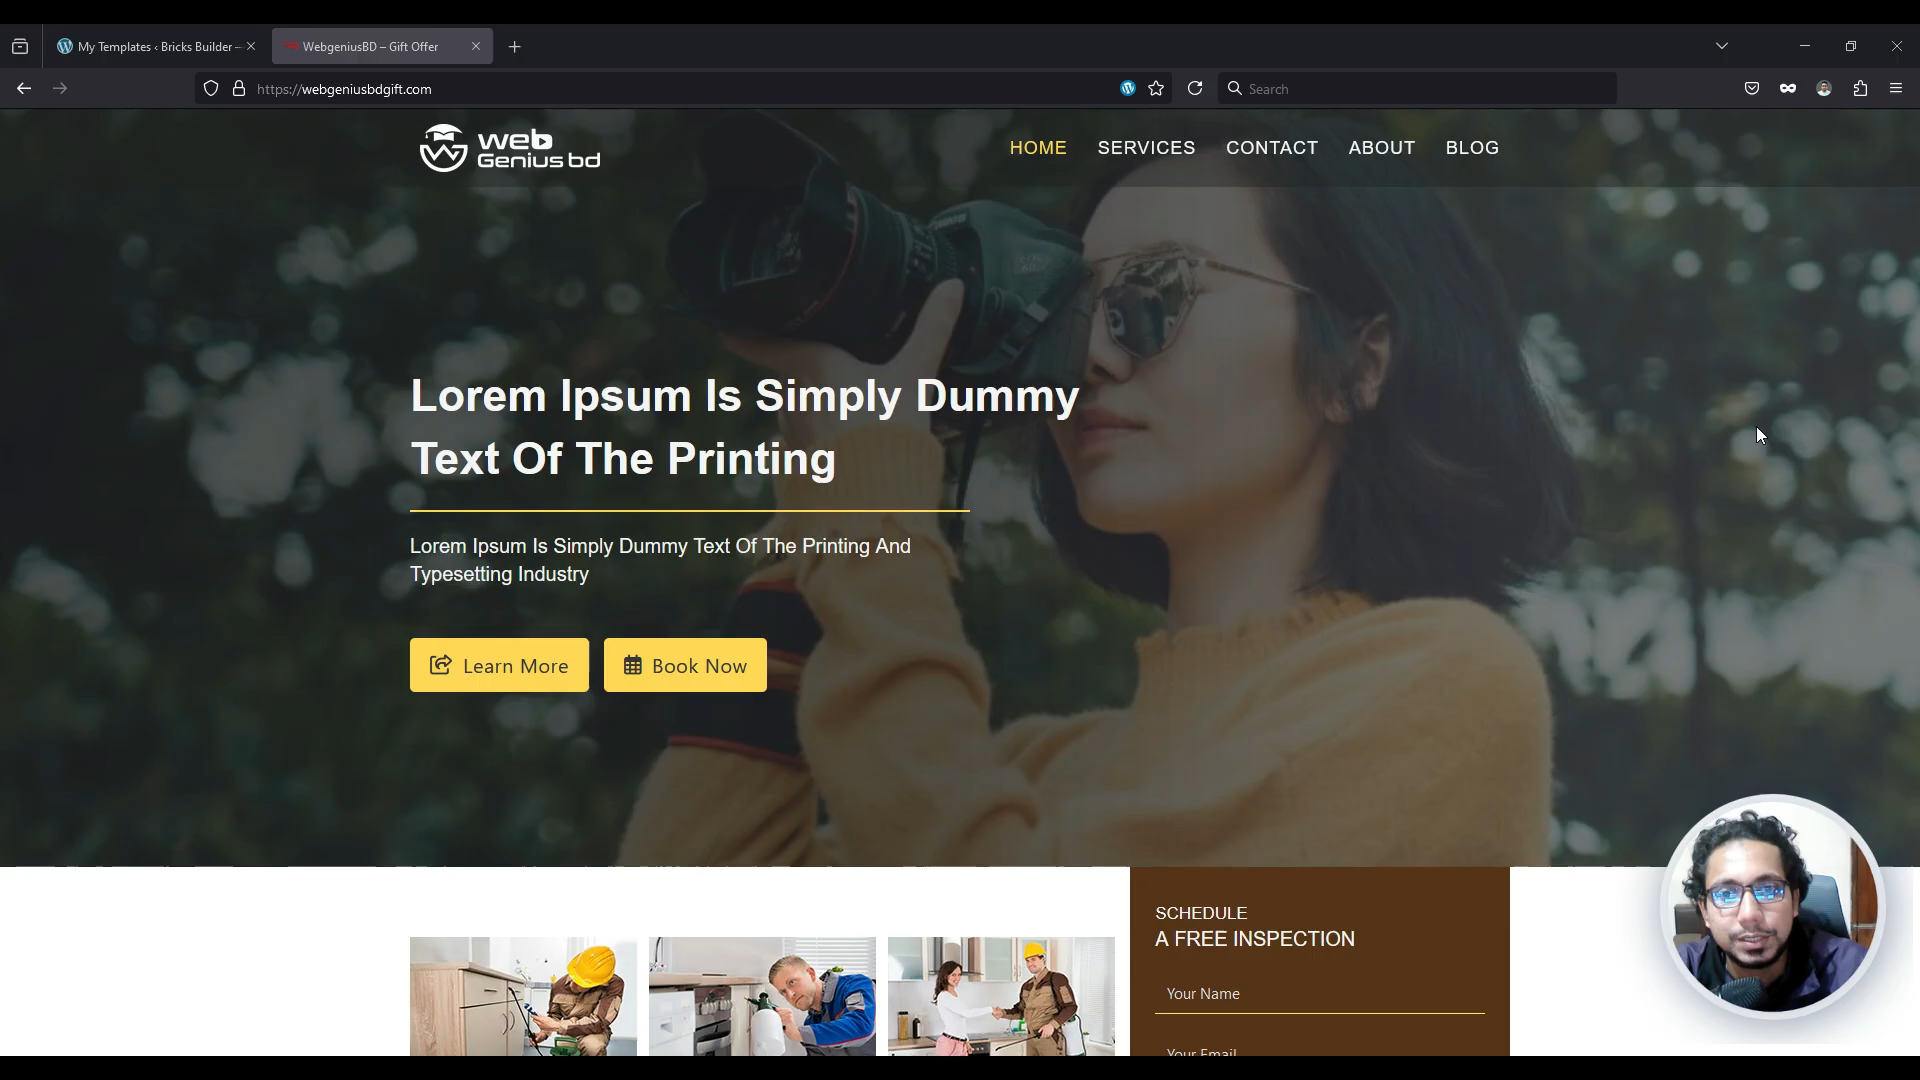 My Templates ‹ Bricks Builder –
WebgeniusBD – Gift Offer
https://webgeniusbdgift.com
Search
web
Genius bd
HOME
SERVICES
CONTACT
ABOUT
BLOG
Lorem Ipsum Is Simply Dummy
Text Of The Printing
Lorem Ipsum Is Simply Dummy Text Of The Printing And
Typesetting Industry
Learn More
Book Now
SCHEDULE
A FREE INSPECTION
Your Name
Your Email